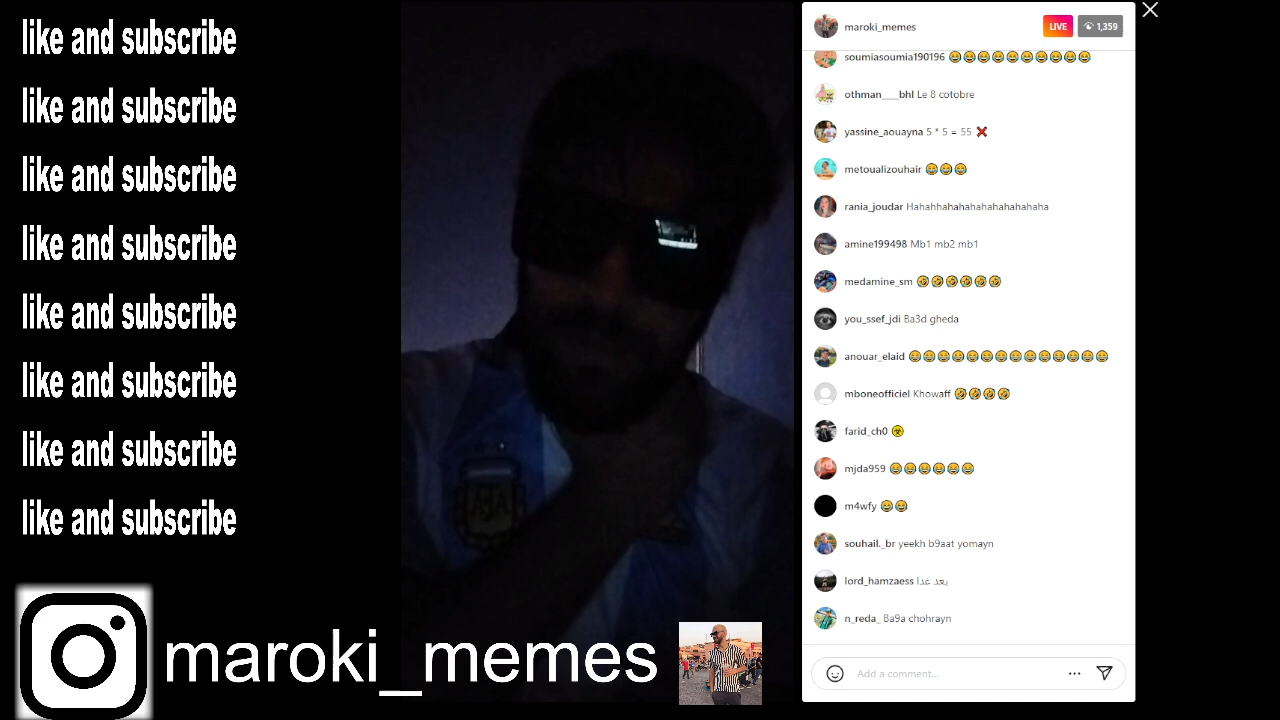 like and subscribe
like and subscribe
like and subscribe
like and subscribe
like and subscribe
like and subscribe
like and subscribe
like and subscribe
maroki_memes
AFA
maroki_memes
LIVE
1,359
soumiasoumia190196 😂😂😂😂😂😂😂😂😂😂
othman___bhl Le 8 cotobre
yassine_aouayna 5 * 5 = 55 ❌
metoualizouhair 😂😂😂
rania_joudar Hahahhahahahahahahahaha
amine199498 Mb1 mb2 mb1
medamine_sm 🤣🤣🤣🤣🤣🤣
you_ssef_jdi Ba3d gheda
anouar_elaid 😂😂😂😂😂😂😂😂😂😂😂😂😂😂
mboneofficiel Khowaff 🤣🤣🤣🤣
farid_ch0 ☣
mjda959 😂😂😂😂😂😂
m4wfy 😂😂
souhail._br yeekh b9aat yomayn
lord_hamzaess بعد غدا
n_reda_ Ba9a chohrayn
Add a comment...